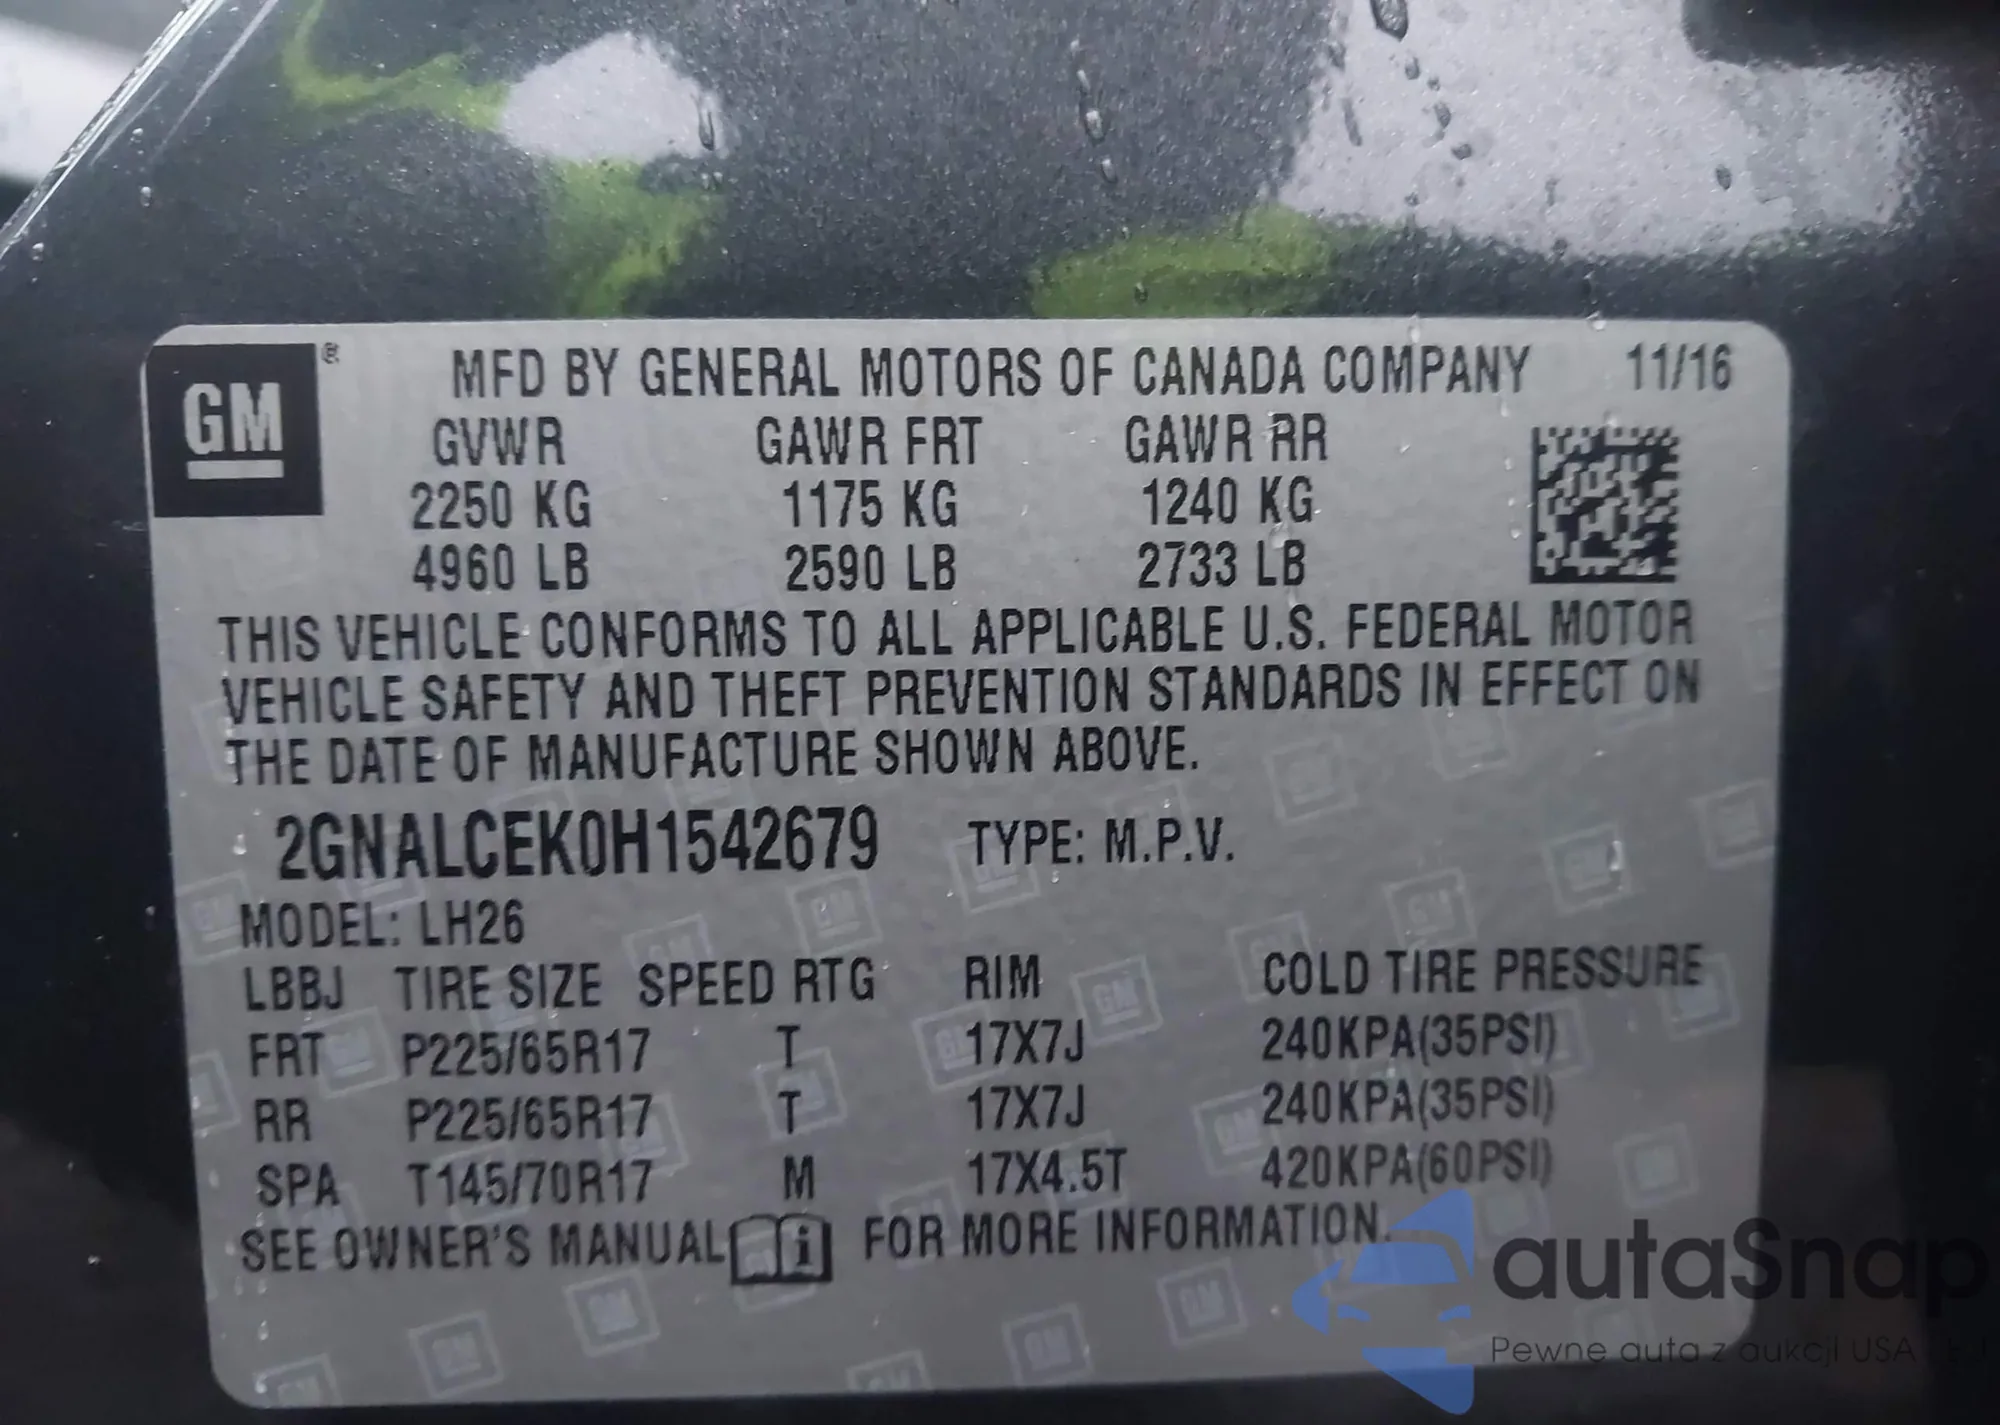 GM ® MFD BY GENERAL MOTORS OF CANADA COMPANY 11/16
GVWR GAWR FRT GAWR RR
2250 KG 1175 KG 1240 KG
4960 LB 2590 LB 2733 LB
THIS VEHICLE CONFORMS TO ALL APPLICABLE U.S. FEDERAL MOTOR
VEHICLE SAFETY AND THEFT PREVENTION STANDARDS IN EFFECT ON
THE DATE OF MANUFACTURE SHOWN ABOVE.
2GNALCEK0H1542679 TYPE: M.P.V.
MODEL: LH26
LBBJ TIRE SIZE SPEED RTG RIM COLD TIRE PRESSURE
FRT P225/65R17 T 17X7J 240KPA(35PSI)
RR P225/65R17 T 17X7J 240KPA(35PSI)
SPA T145/70R17 M 17X4.5T 420KPA(60PSI)
SEE OWNER'S MANUAL i FOR MORE INFORMATION.
autaSnap
Pewne auta z aukcji USA